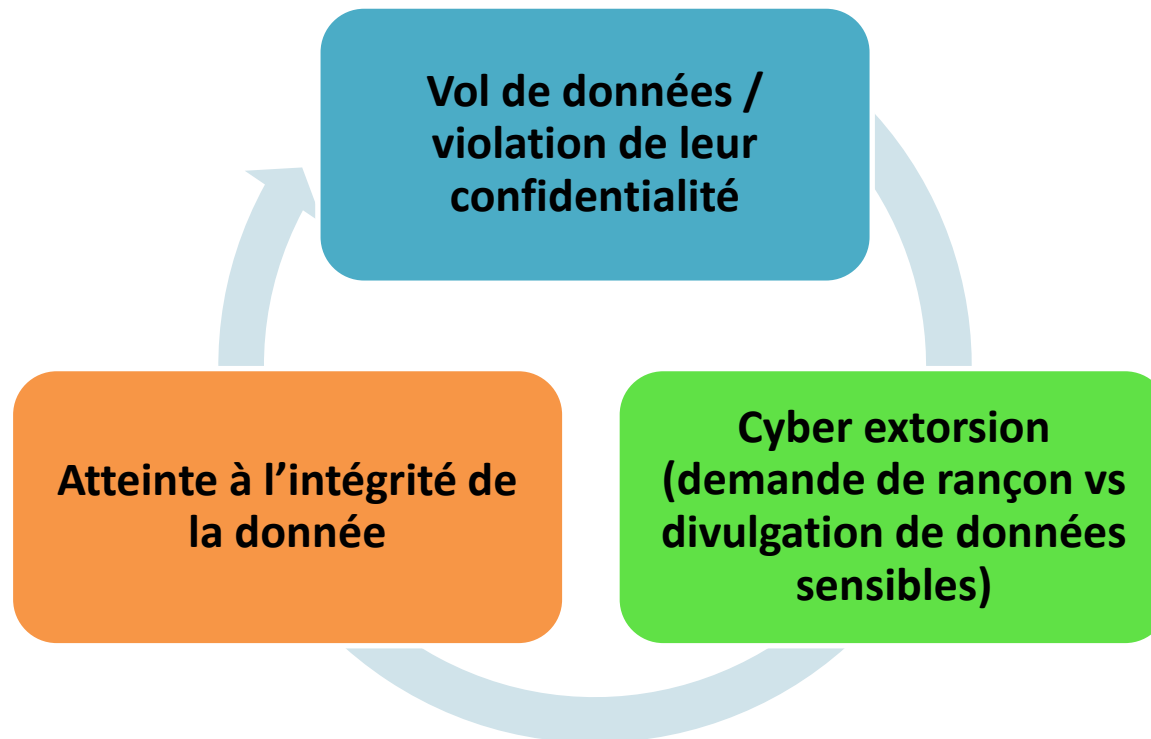 Vol de données /
violation de leur
confidentialité
Atteinte à l’intégrité de
la donnée
Cyber extorsion
(demande de rançon vs
divulgation de données
sensibles)